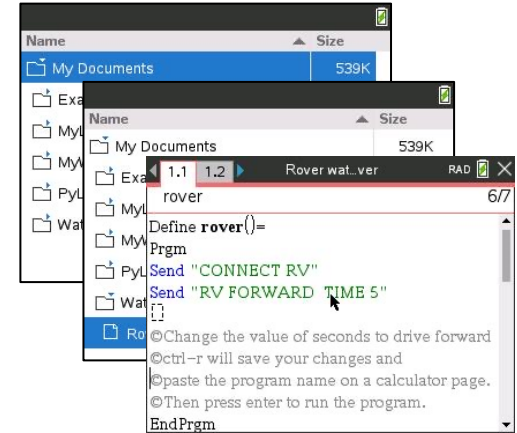 Name Size
My Documents 539K
Exa
MyL
MyW
PyL
Wat
Name Size
My Documents 539K
Exa
MyL
MyW
PyL
Wat
Ro
1.1 1.2 Rover wat...ver RAD
rover 6/7
Define rover()=
Prgm
Send "CONNECT RV"
Send "RV FORWARD TIME 5"
©Change the value of seconds to drive forward
©ctrl-r will save your changes and
©paste the program name on a calculator page.
©Then press enter to run the program.
EndPrgm